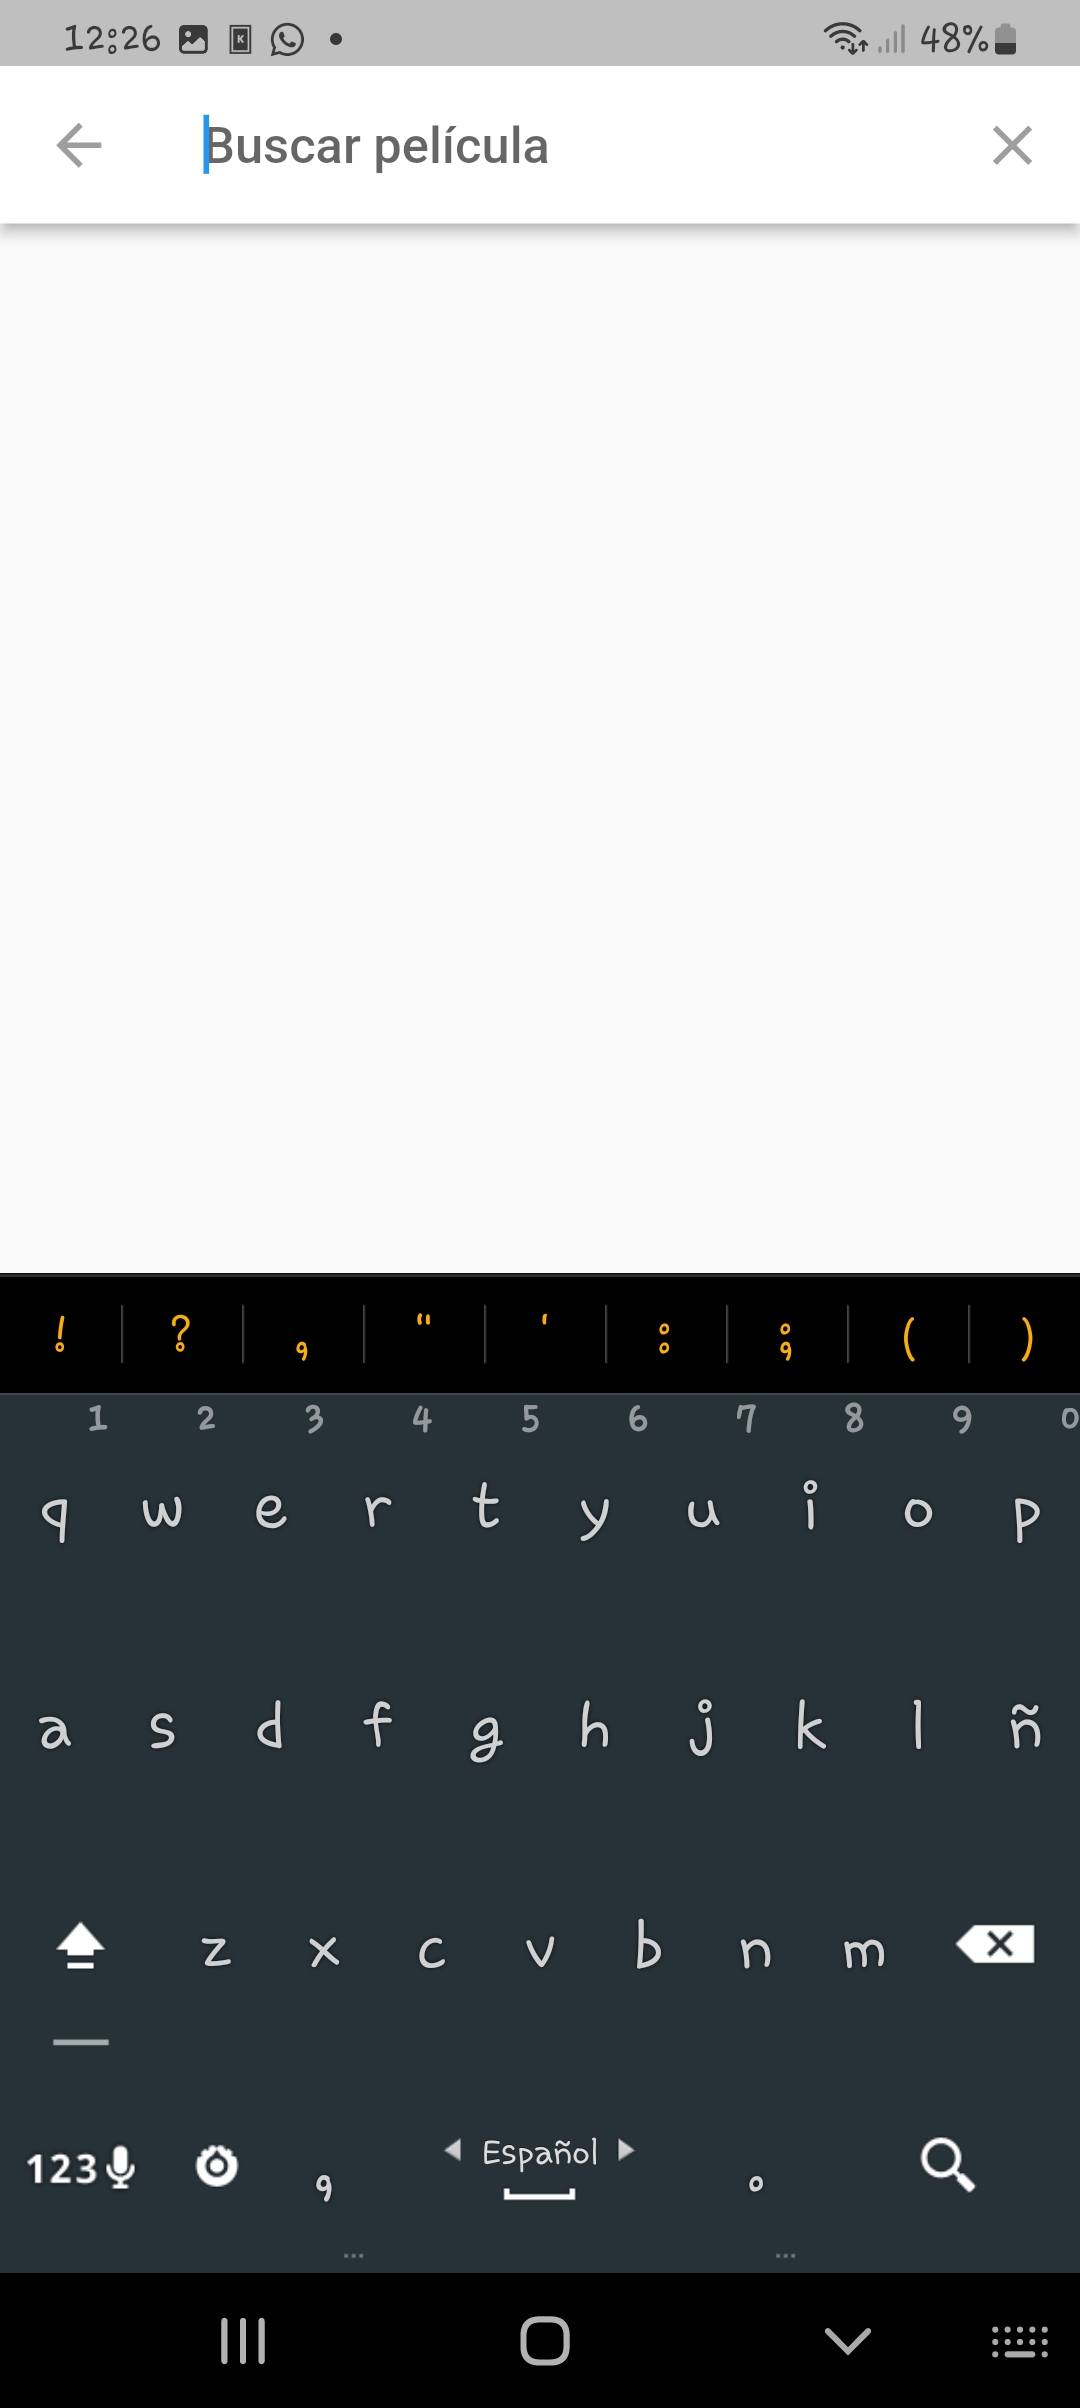 12:26 48%
Buscar película
! ? , " ' : ; ( )
1 2 3 4 5 6 7 8 9 0
q w e r t y u i o p
a s d f g h j k l ñ
z x c v b n m
123 , Español .